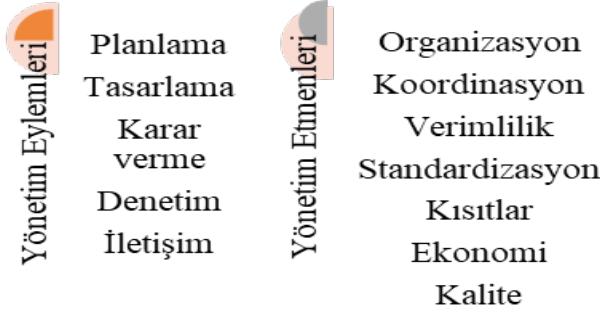 Yönetim Eylemleri
Planlama
Tasarlama
Karar
verme
Denetim
İletişim
Yönetim Etmenleri
Organizasyon
Koordinasyon
Verimlilik
Standardizasyon
Kısıtlar
Ekonomi
Kalite